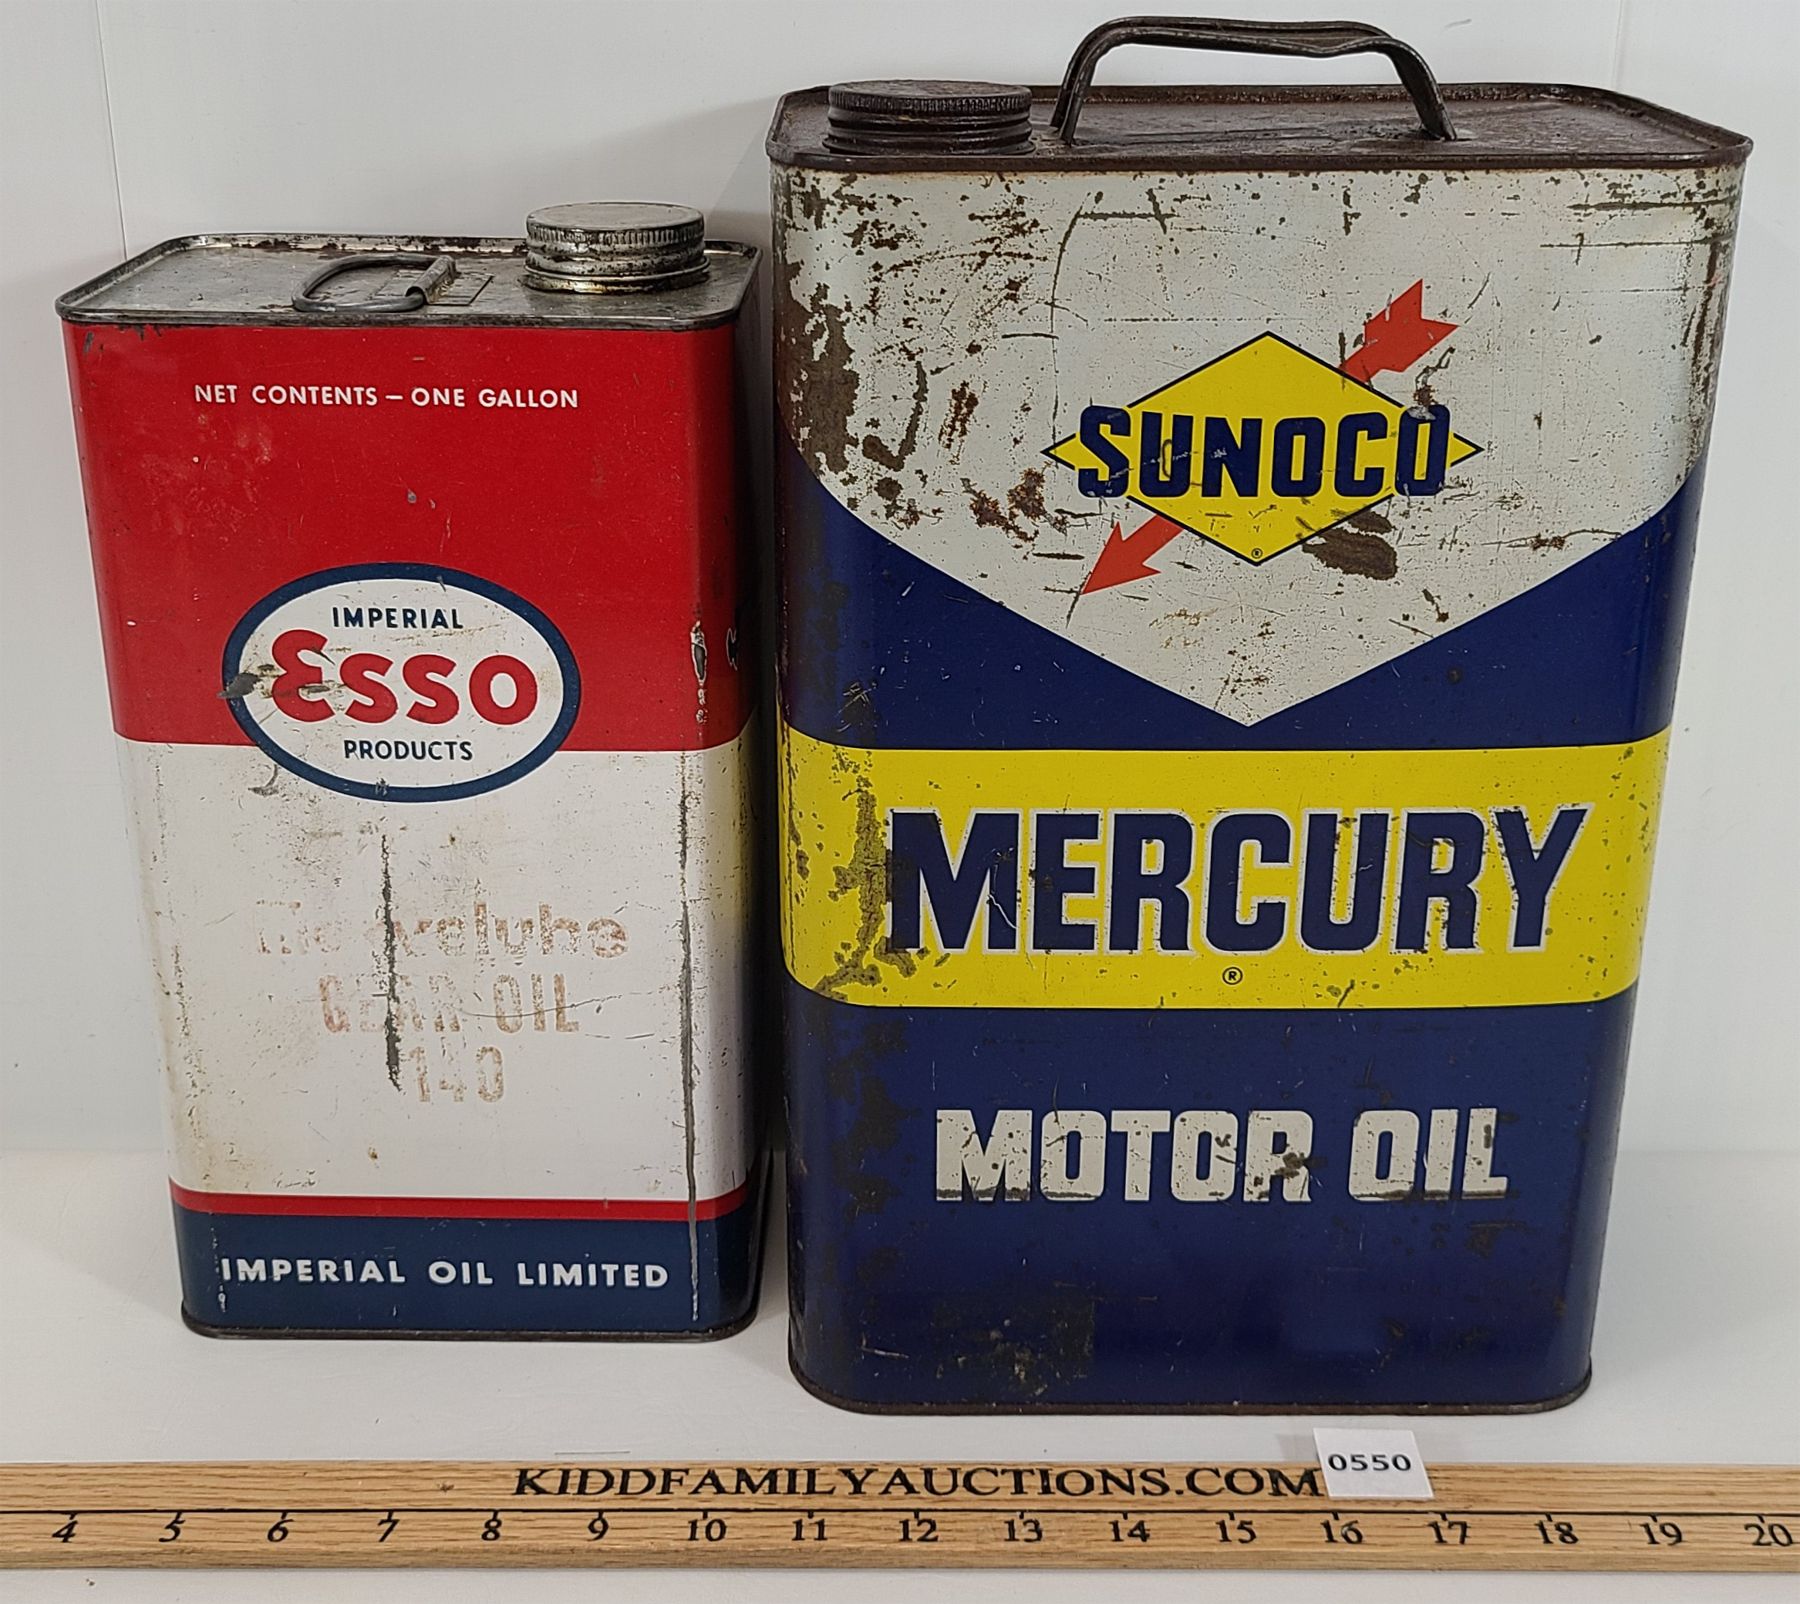 NET CONTENTS – ONE GALLON
IMPERIAL
Esso
PRODUCTS
GEAR OIL
140
IMPERIAL OIL LIMITED
SUNOCO
®
MERCURY
®
MOTOR OIL
KIDDFAMILYAUCTIONS.COM
0550
4 5 6 7 8 9 10 11 12 13 14 15 16 17 18 19 20